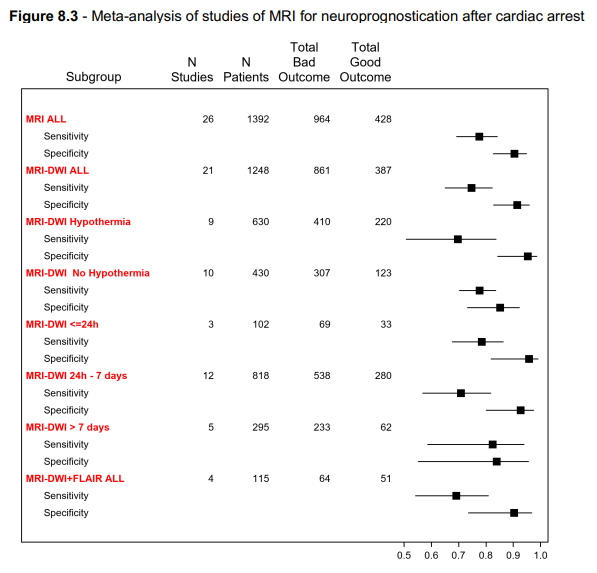 Figure 8.3 - Meta-analysis of studies of MRI for neuroprognostication after cardiac arrest
Total Total
N N Bad Good
Subgroup Studies Patients Outcome Outcome
MRI ALL 26 1392 964 428
Sensitivity
Specificity
MRI-DWI ALL 21 1248 861 387
Sensitivity
Specificity
MRI-DWI Hypothermia 9 630 410 220
Sensitivity
Specificity
MRI-DWI No Hypothermia 10 430 307 123
Sensitivity
Specificity
MRI-DWI <=24h 3 102 69 33
Sensitivity
Specificity
MRI-DWI 24h - 7 days 12 818 538 280
Sensitivity
Specificity
MRI-DWI > 7 days 5 295 233 62
Sensitivity
Specificity
MRI-DWI+FLAIR ALL 4 115 64 51
Sensitivity
Specificity
0.5 0.6 0.7 0.8 0.9 1.0